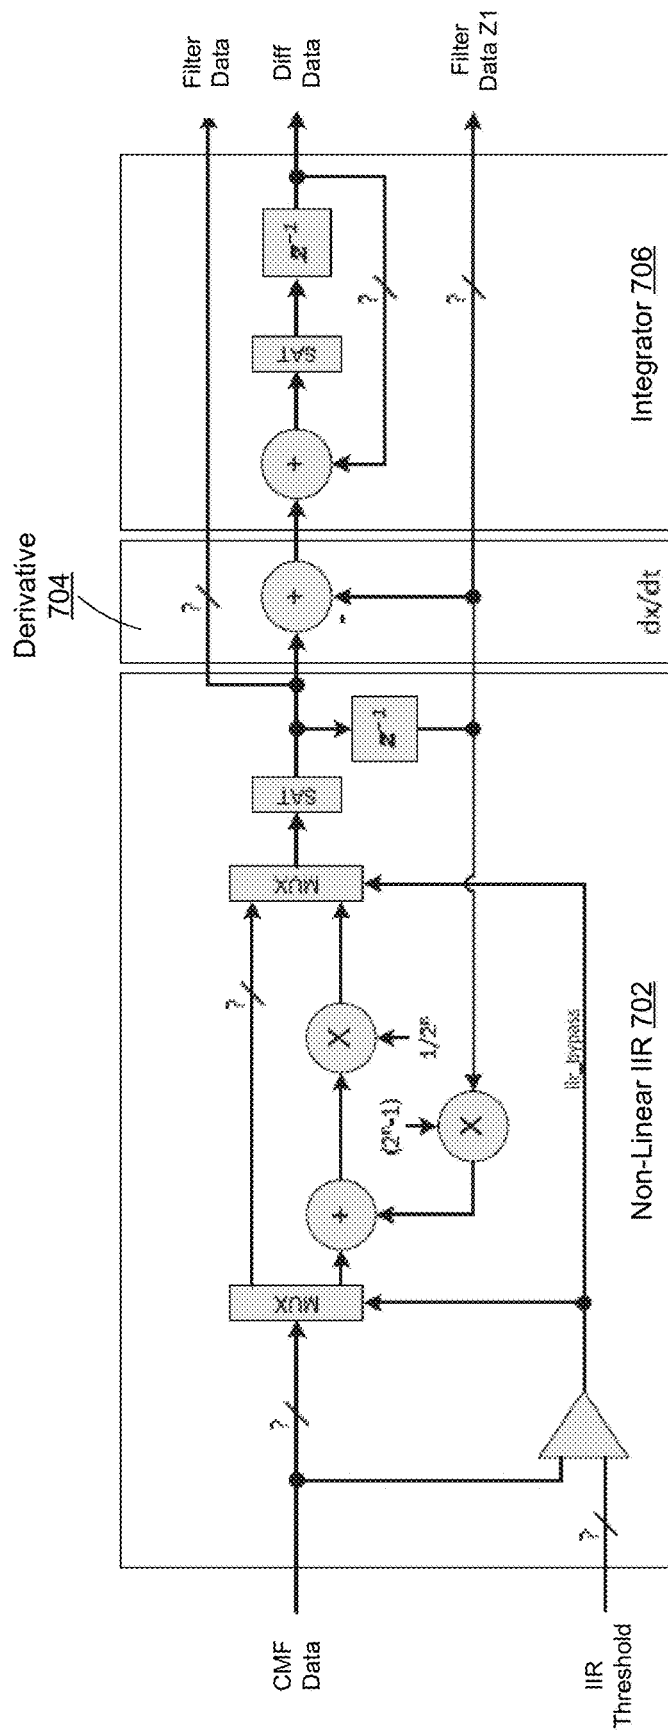 Derivative
704
Filter
Data
Diff
Data
Filter
Data Z1
CMF
Data
IIR
Threshold
?
?
?
?
?
?
MUX
MUX
SAT
SAT
z⁻¹
z⁻¹
+
+
+
-
X
X
1/2ⁿ
(2ⁿ-1)
iir_bypass
Non-Linear IIR 702
dx/dt
Integrator 706